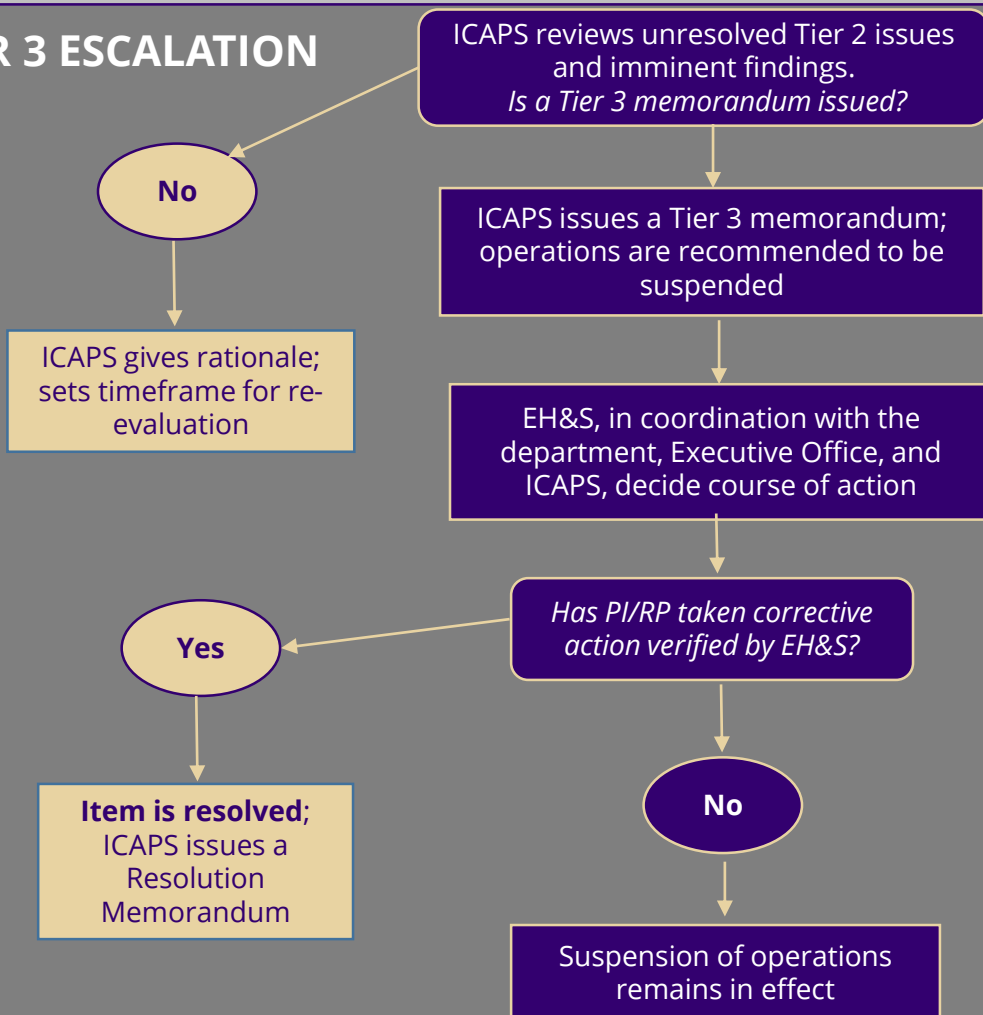 R 3 ESCALATION
ICAPS reviews unresolved Tier 2 issues
and imminent findings.
Is a Tier 3 memorandum issued?
No
ICAPS issues a Tier 3 memorandum;
operations are recommended to be
suspended
ICAPS gives rationale;
sets timeframe for re-
evaluation
EH&S, in coordination with the
department, Executive Office, and
ICAPS, decide course of action
Has PI/RP taken corrective
action verified by EH&S?
Yes
No
Item is resolved;
ICAPS issues a
Resolution
Memorandum
Suspension of operations
remains in effect